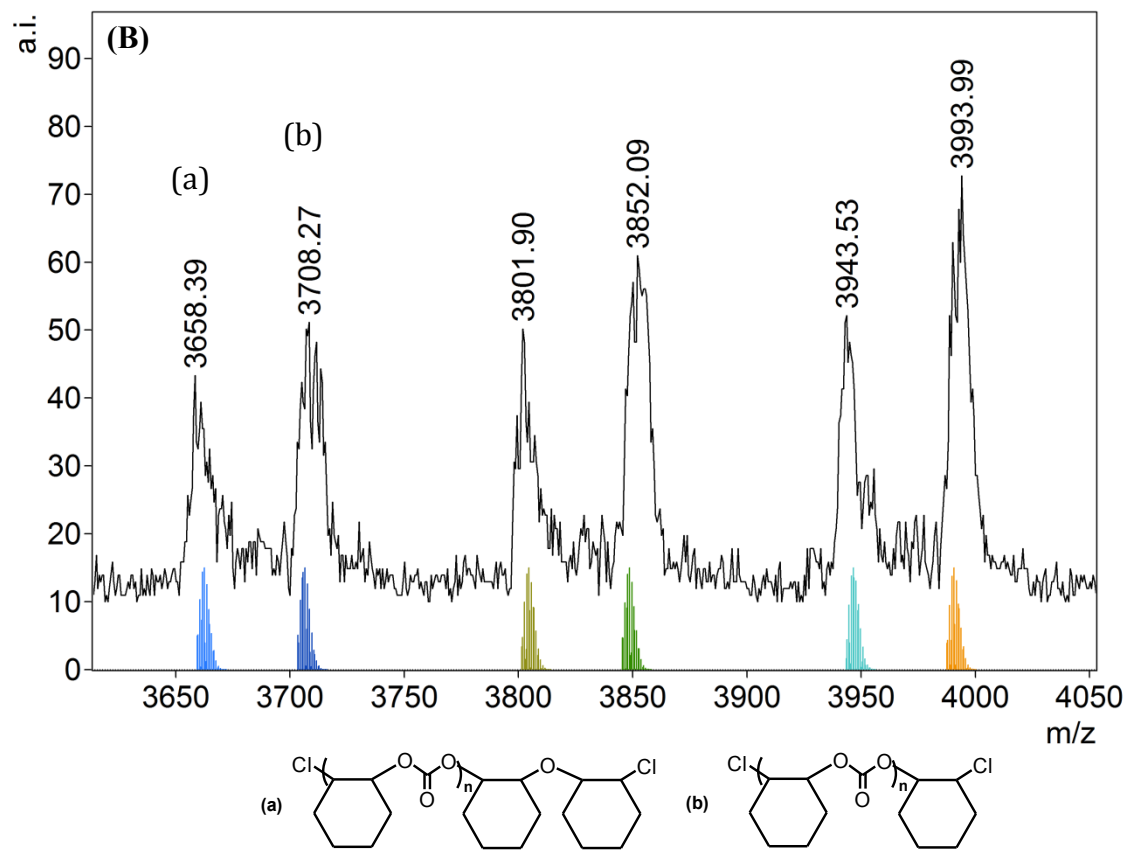 (B)
a.i.
90
80
70
60
50
40
30
20
10
0
(a)
(b)
3658.39
3708.27
3801.90
3852.09
3943.53
3993.99
3650 3700 3750 3800 3850 3900 3950 4000 4050
m/z
(a) Cl ( O O O ) n O Cl
(b) Cl ( O O O ) n Cl